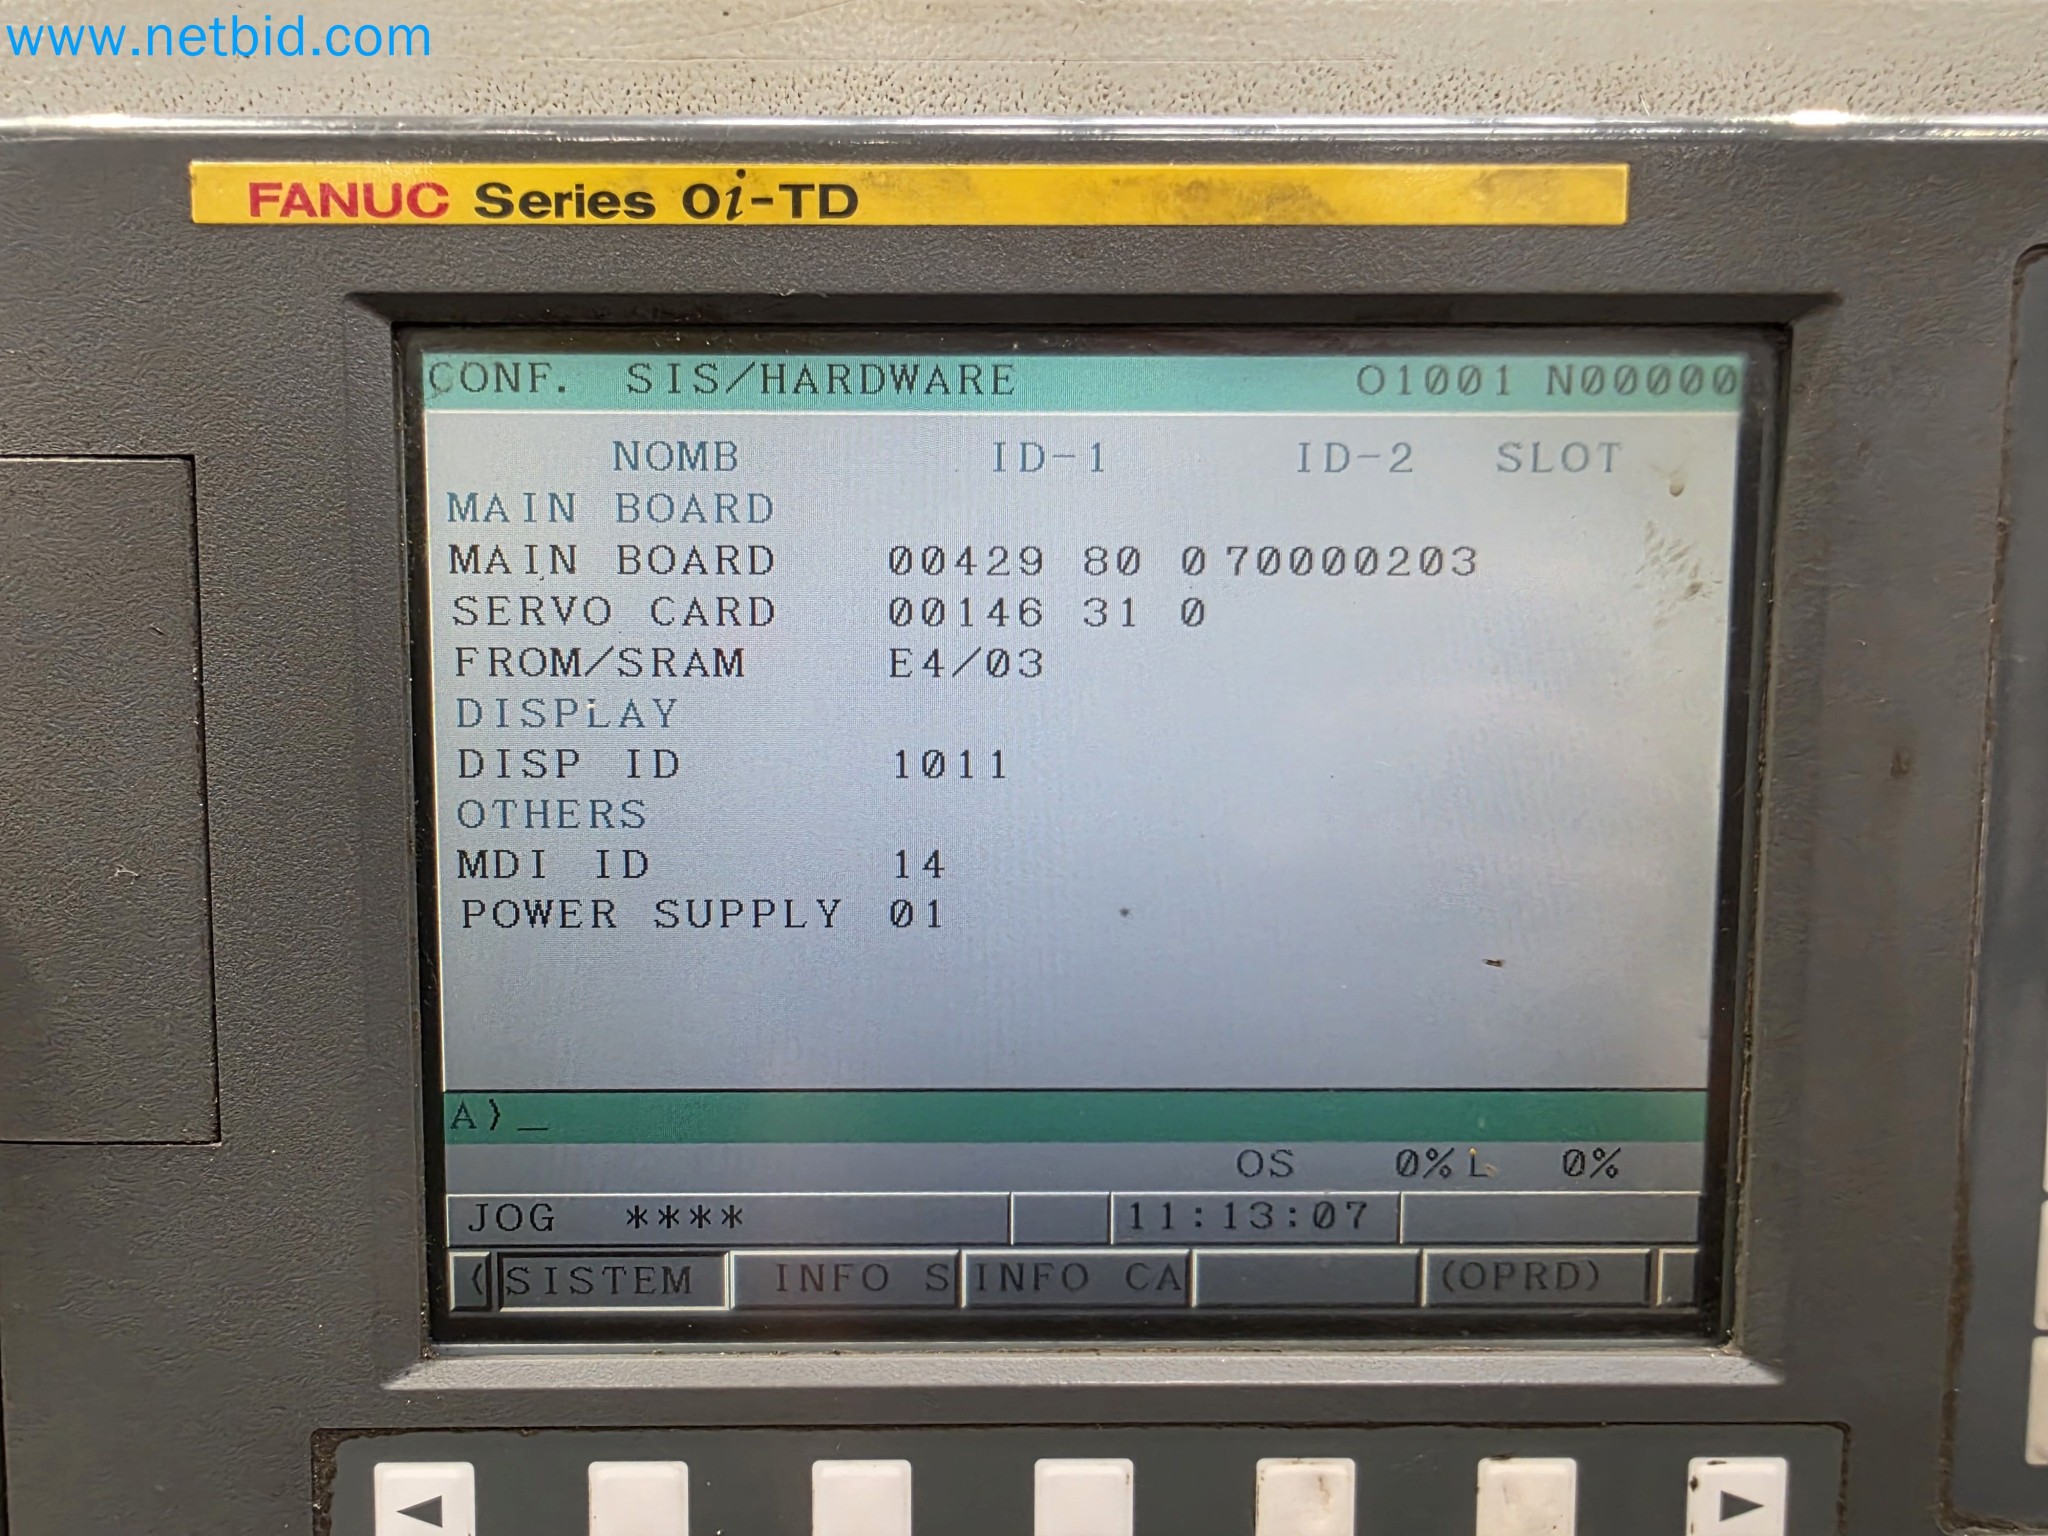 www.netbid.com
FANUC Series 0i-TD
CONF. SIS/HARDWARE O1001 N00000
NOMB ID-1 ID-2 SLOT
MAIN BOARD
MAIN BOARD 00429 80 0 70000203
SERVO CARD 00146 31 0
FROM/SRAM E4/03
DISPLAY
DISP ID 1011
OTHERS
MDI ID 14
POWER SUPPLY 01
A)_
OS 0% L 0%
JOG **** 11:13:07
( SISTEM INFO S INFO CA (OPRD)